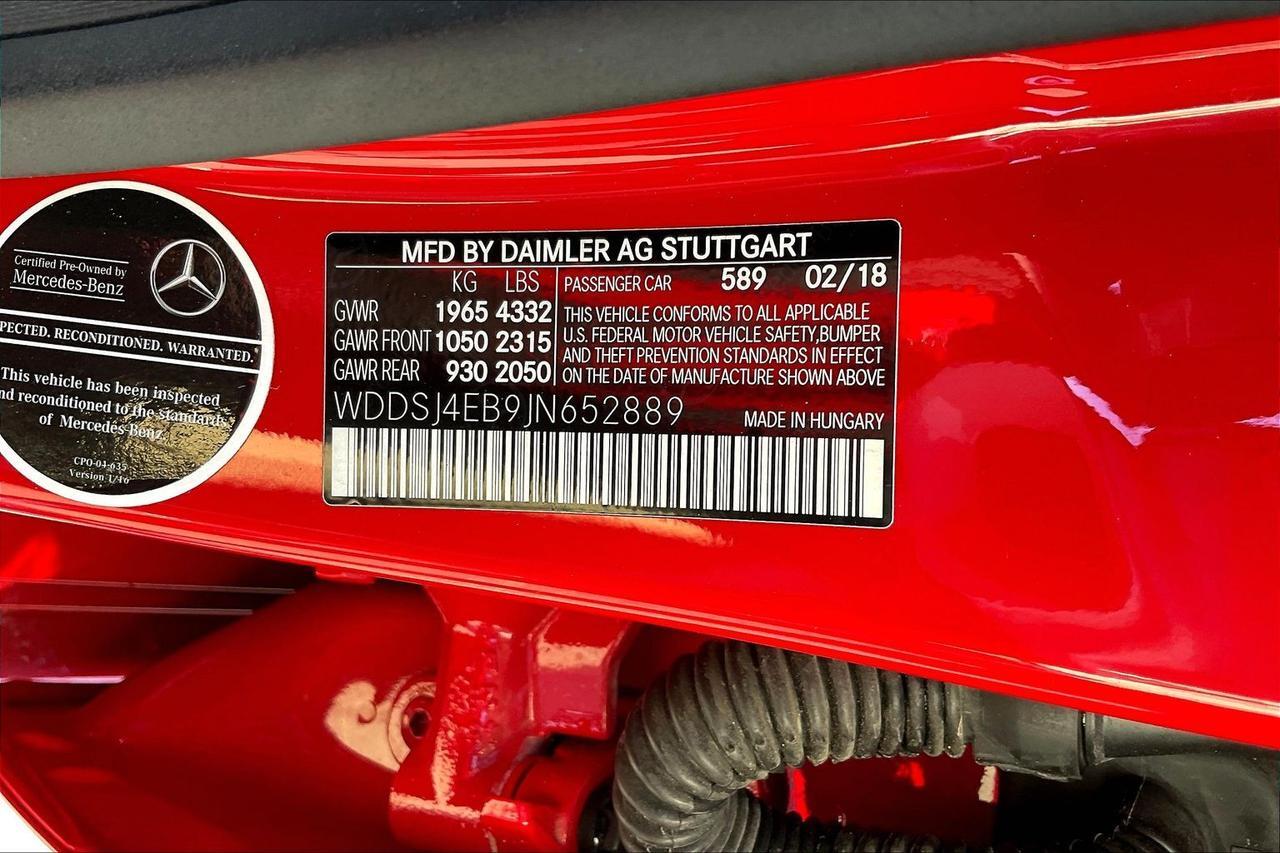 Certified Pre-Owned by
Mercedes-Benz
PECTED. RECONDITIONED. WARRANTED.
This vehicle has been inspected
nd reconditioned to the standards
of Mercedes-Benz
CPO-04-635
Version 1/16
MFD BY DAIMLER AG STUTTGART
KG LBS
GVWR 1965 4332
GAWR FRONT 1050 2315
GAWR REAR 930 2050
PASSENGER CAR 589 02/18
THIS VEHICLE CONFORMS TO ALL APPLICABLE
U.S. FEDERAL MOTOR VEHICLE SAFETY,BUMPER
AND THEFT PREVENTION STANDARDS IN EFFECT
ON THE DATE OF MANUFACTURE SHOWN ABOVE
WDDSJ4EB9JN652889
MADE IN HUNGARY